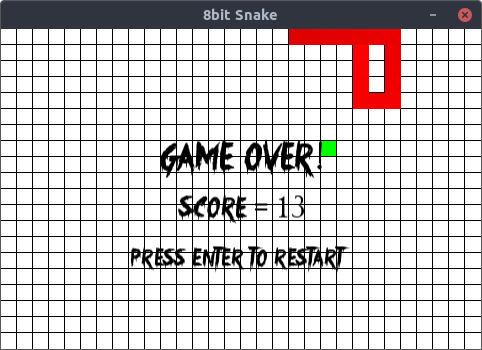 8bit Snake
GAME OVER!
SCORE = 13
PRESS ENTER TO RESTART